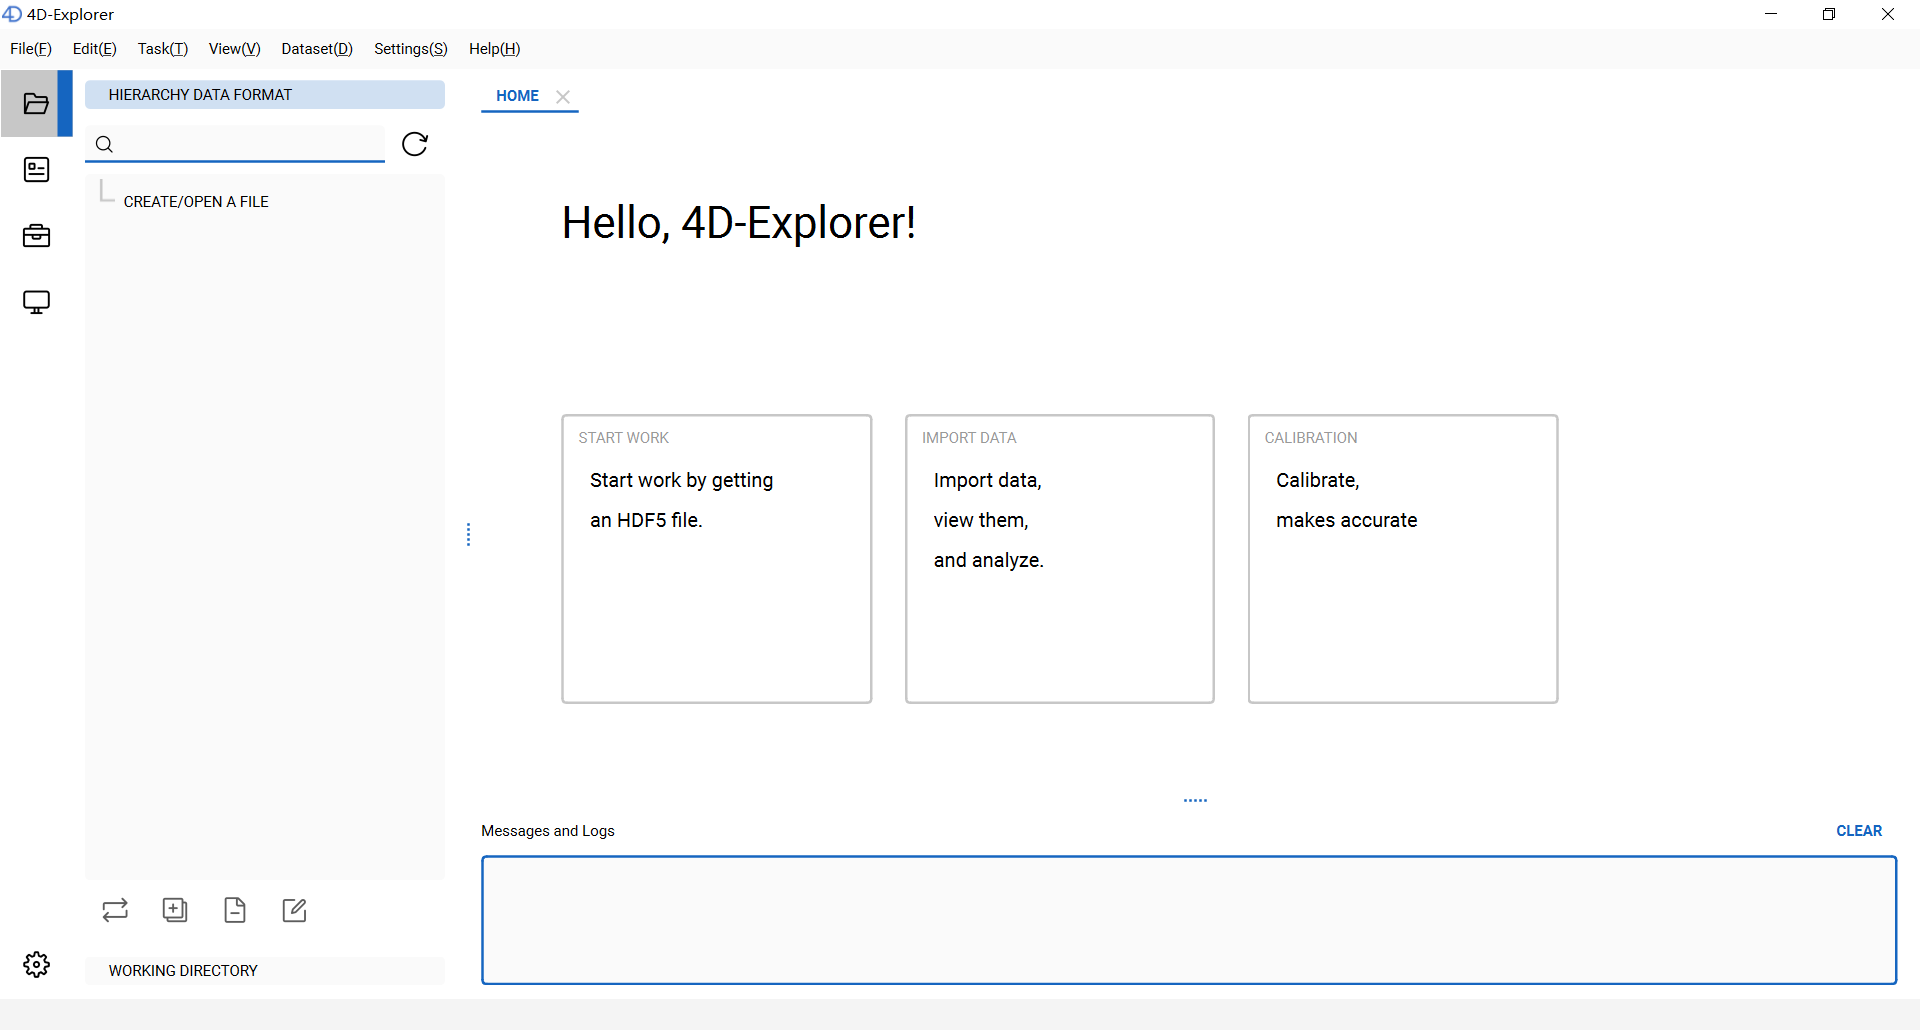 4D-Explorer
File(F) Edit(E) Task(T) View(V) Dataset(D) Settings(S) Help(H)
HIERARCHY DATA FORMAT
CREATE/OPEN A FILE
WORKING DIRECTORY
HOME
Hello, 4D-Explorer!
START WORK
Start work by getting
an HDF5 file.
IMPORT DATA
Import data,
view them,
and analyze.
CALIBRATION
Calibrate,
makes accurate
Messages and Logs
CLEAR